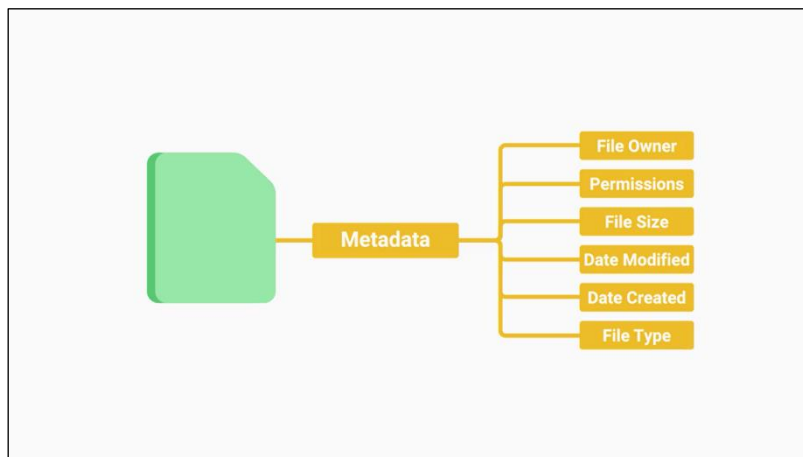 Metadata
File Owner
Permissions
File Size
Date Modified
Date Created
File Type